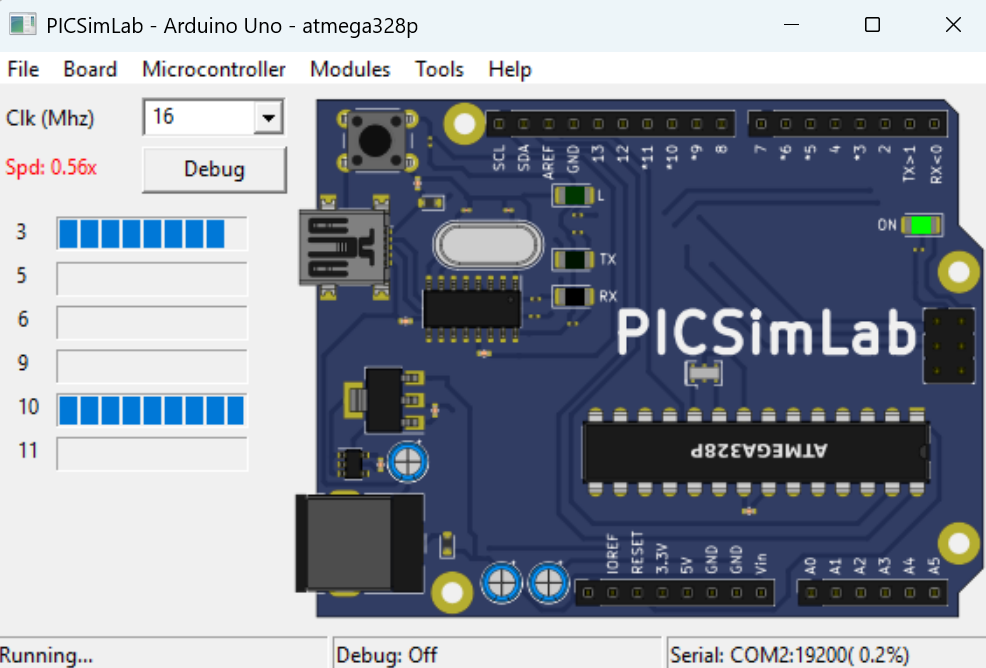 PICSimLab - Arduino Uno - atmega328p
File Board Microcontroller Modules Tools Help
Clk (Mhz) 16
Spd: 0.56x Debug
3
5
6
9
10
11
SCL SDA AREF GND 13 12 *11 *10 *9 8 7 *6 *5 4 *3 2 TX>1 RX<0
L
ON
TX
RX
PICSimLab
ATMEGA328P
IOREF RESET 3.3V 5V GND GND Vin A0 A1 A2 A3 A4 A5
Running... Debug: Off Serial: COM2:19200( 0.2%)